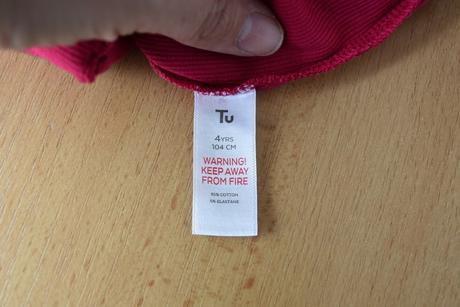 Tu
4YRS
104 CM
WARNING!
KEEP AWAY
FROM FIRE
95% COTTON
5% ELASTANE